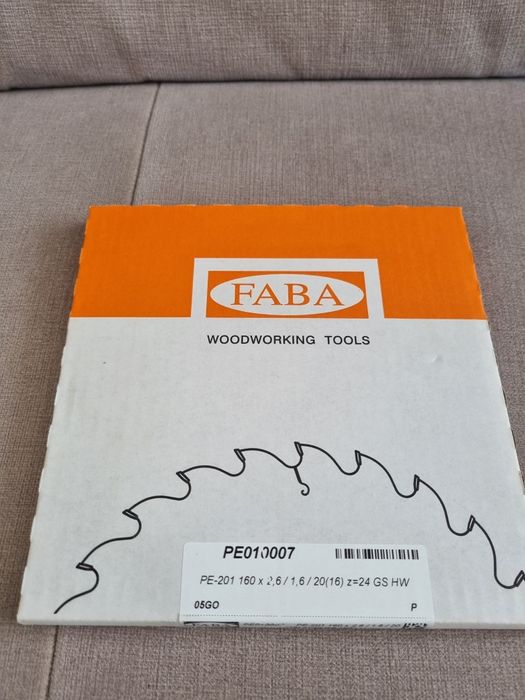 FABA
WOODWORKING TOOLS
PE010007
PE-201 160 x 2,6 / 1,6 / 20(16) z=24 GS HW
05GO P